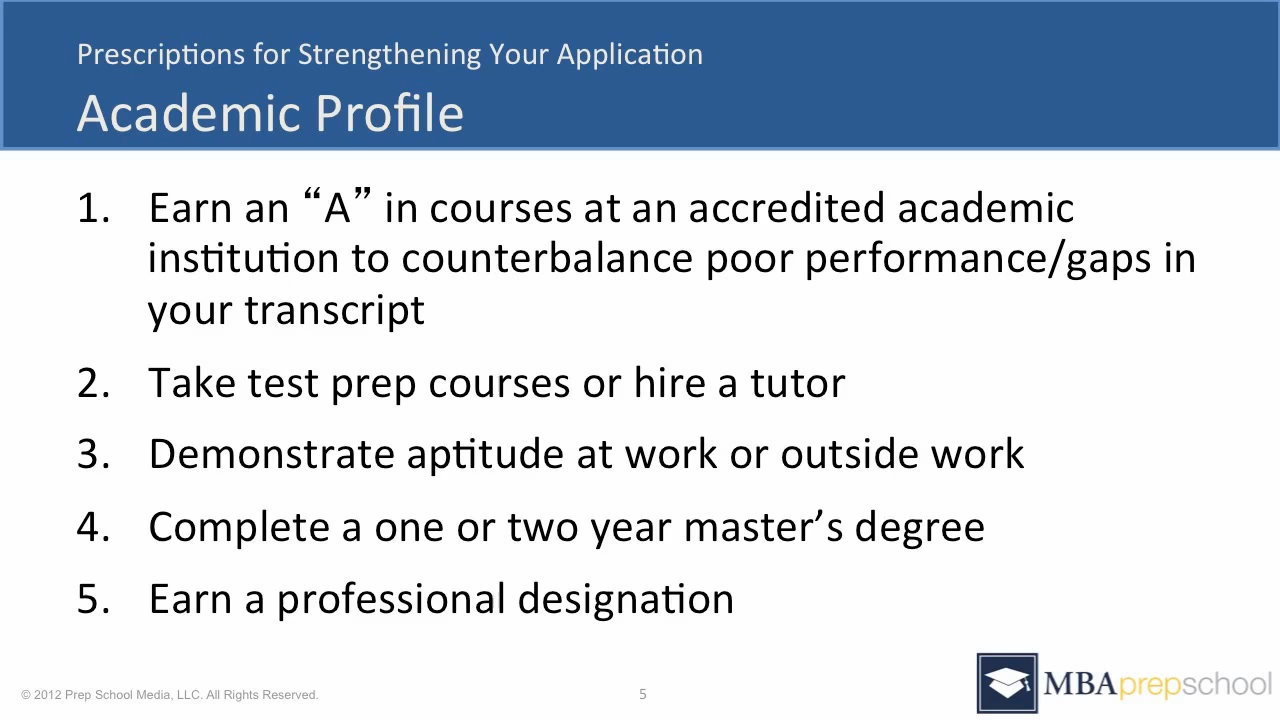 Prescriptions for Strengthening Your Application
Academic Profile
1. Earn an “A” in courses at an accredited academic
institution to counterbalance poor performance/gaps in
your transcript
2. Take test prep courses or hire a tutor
3. Demonstrate aptitude at work or outside work
4. Complete a one or two year master’s degree
5. Earn a professional designation
© 2012 Prep School Media, LLC. All Rights Reserved.
5
MBAprepschool